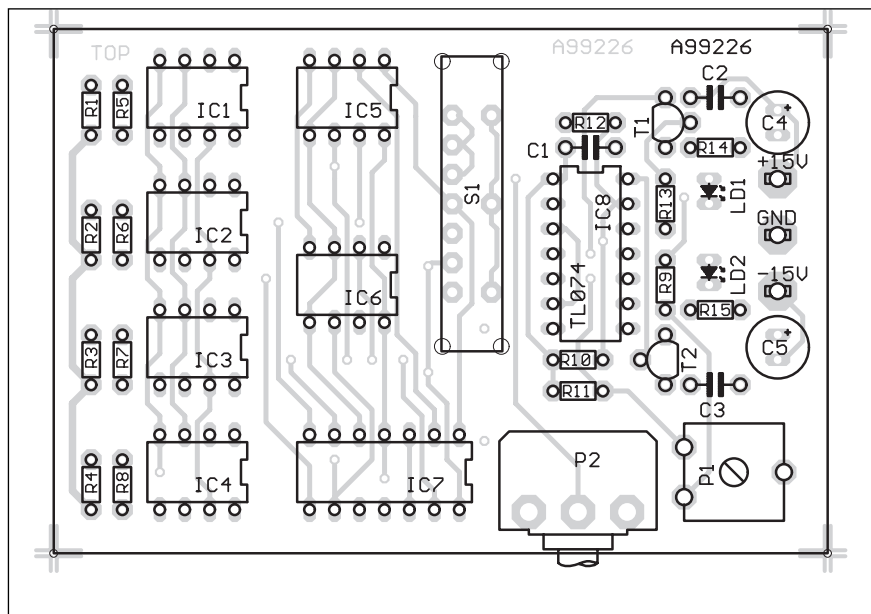 TOP
A99226
A99226
R1
R5
IC1
IC5
S1
C1
R12
T1
C2
C4
R14
+15V
R2
R6
IC2
IC6
IC8
TL074
R13
LD1
GND
R9
LD2
-15V
R15
R3
R7
IC3
R10
R11
T2
C5
C3
R4
R8
IC4
IC7
P2
P1
+
+